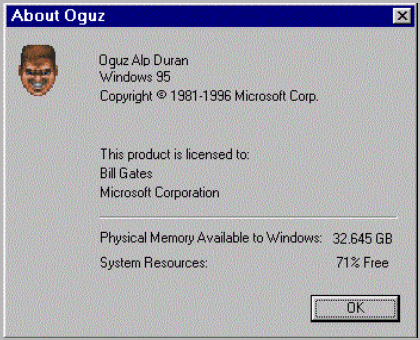 About Oguz
Oguz Alp Duran
Windows 95
Copyright © 1981-1996 Microsoft Corp.
This product is licensed to:
Bill Gates
Microsoft Corporation
Physical Memory Available to Windows: 32.645 GB
System Resources: 71% Free
OK